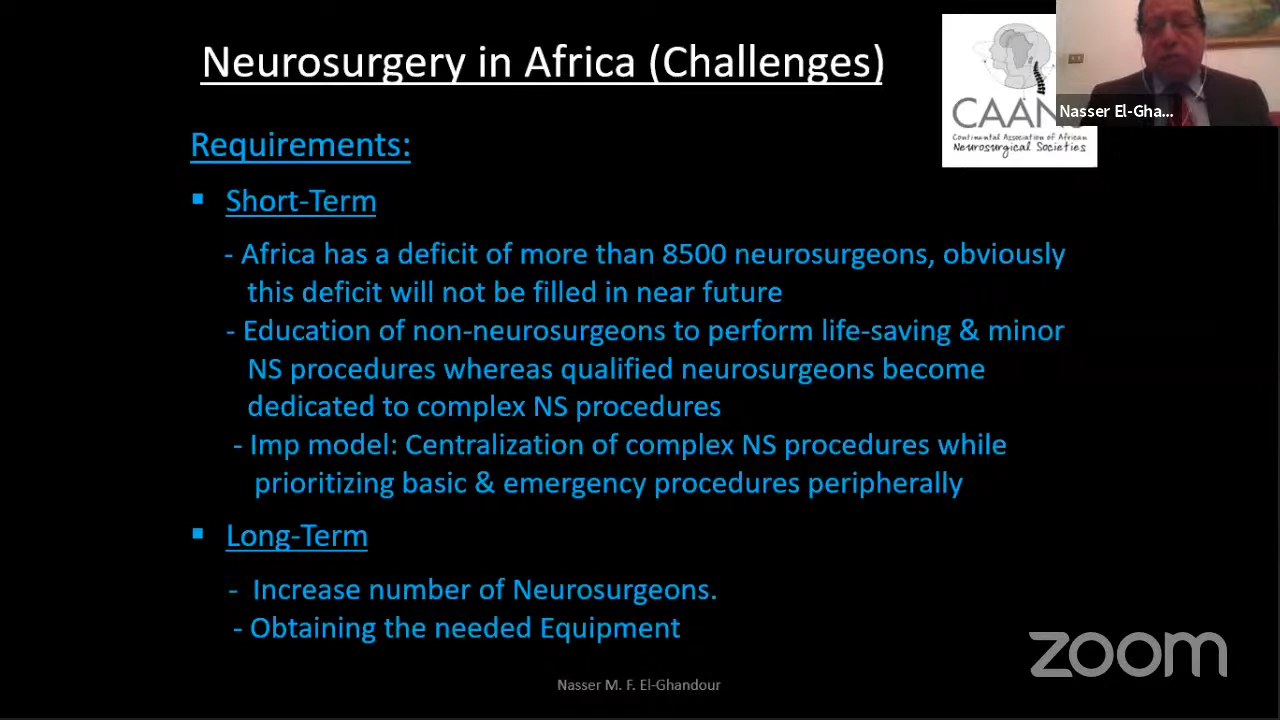 Neurosurgery in Africa (Challenges)
Requirements:
▪ Short-Term
- Africa has a deficit of more than 8500 neurosurgeons, obviously
this deficit will not be filled in near future
- Education of non-neurosurgeons to perform life-saving & minor
NS procedures whereas qualified neurosurgeons become
dedicated to complex NS procedures
- Imp model: Centralization of complex NS procedures while
prioritizing basic & emergency procedures peripherally
▪ Long-Term
- Increase number of Neurosurgeons.
- Obtaining the needed Equipment
Nasser M. F. El-Ghandour
Continental Association of African
Neurosurgical Societies
Nasser El-Gha...
zoom